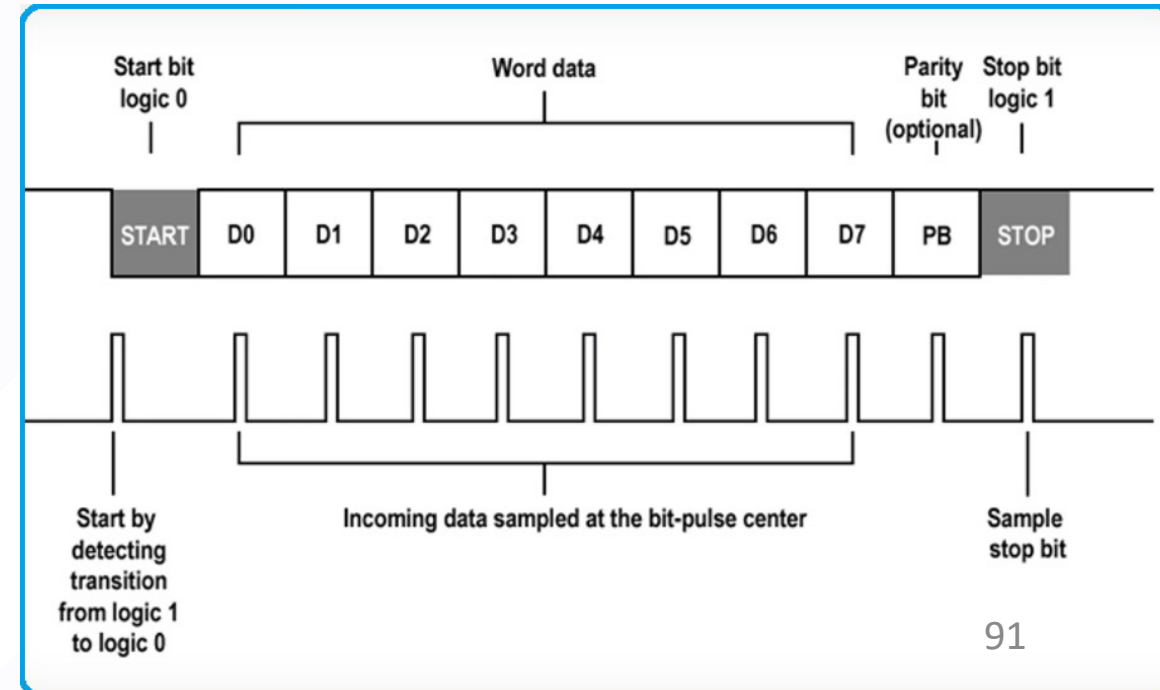 Start bit
logic 0
Word data
Parity
bit
(optional)
Stop bit
logic 1
START D0 D1 D2 D3 D4 D5 D6 D7 PB STOP
Start by
detecting
transition
from logic 1
to logic 0
Incoming data sampled at the bit-pulse center
Sample
stop bit
91